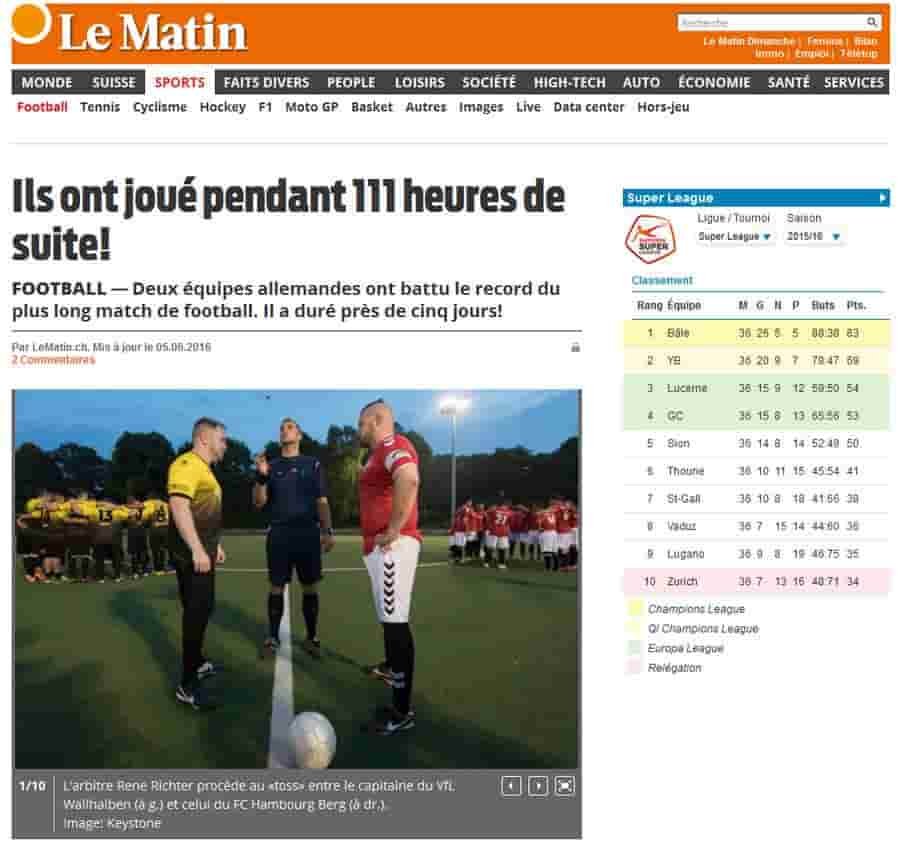 Le Matin
Recherche
Le Matin Dimanche | Femina | Bilan
Immo | Emploi | Télétup
MONDE SUISSE SPORTS FAITS DIVERS PEOPLE LOISIRS SOCIÉTÉ HIGH-TECH AUTO ÉCONOMIE SANTÉ SERVICES
Football Tennis Cyclisme Hockey F1 Moto GP Basket Autres Images Live Data center Hors-jeu
Ils ont joué pendant 111 heures de
suite!
FOOTBALL — Deux équipes allemandes ont battu le record du
plus long match de football. Il a duré près de cinq jours!
Par LeMatin.ch. Mis à jour le 05.06.2016
2 Commentaires
13
27
1/10 L'arbitre René Richter procède au «toss» entre le capitaine du VfL
Wallhalben (à g.) et celui du FC Hambourg Berg (à dr.).
Image: Keystone
Super League
Ligue / Tournoi Saison
SUPER
Super League 2015/16
Classement
Rang Équipe M G N P Buts Pts.
1 Bâle 36 26 5 5 88:38 83
2 YB 36 20 9 7 78:47 69
3 Lucerne 36 15 9 12 59:50 54
4 GC 36 15 8 13 65:56 53
5 Sion 36 14 8 14 52:49 50
6 Thoune 36 10 11 15 45:54 41
7 St-Gall 36 10 8 18 41:66 38
8 Vaduz 36 7 15 14 44:60 36
9 Lugano 36 9 8 19 46:75 35
10 Zurich 36 7 13 16 48:71 34
Champions League
Ql Champions League
Europa League
Relégation